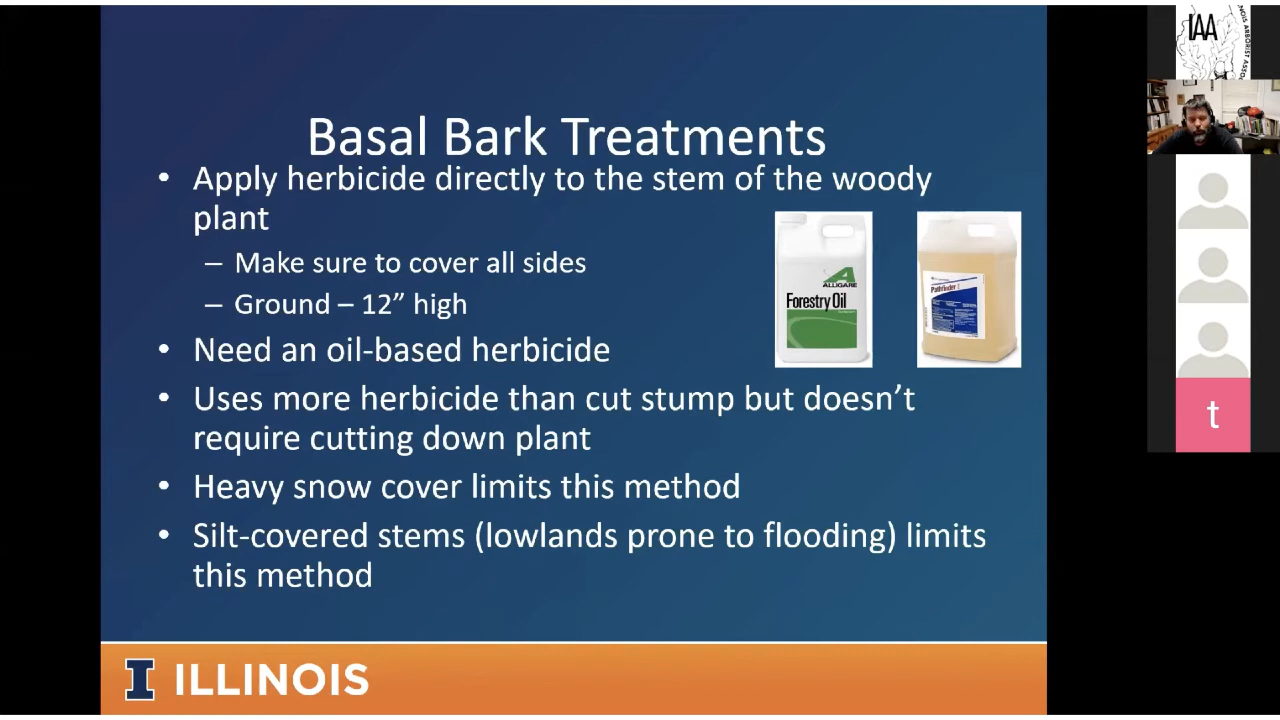 Basal Bark Treatments
• Apply herbicide directly to the stem of the woody
plant
– Make sure to cover all sides
– Ground – 12” high
• Need an oil-based herbicide
• Uses more herbicide than cut stump but doesn’t
require cutting down plant
• Heavy snow cover limits this method
• Silt-covered stems (lowlands prone to flooding) limits
this method
ALLIGARE
Forestry Oil
Pathfinder
I ILLINOIS
IAA
t